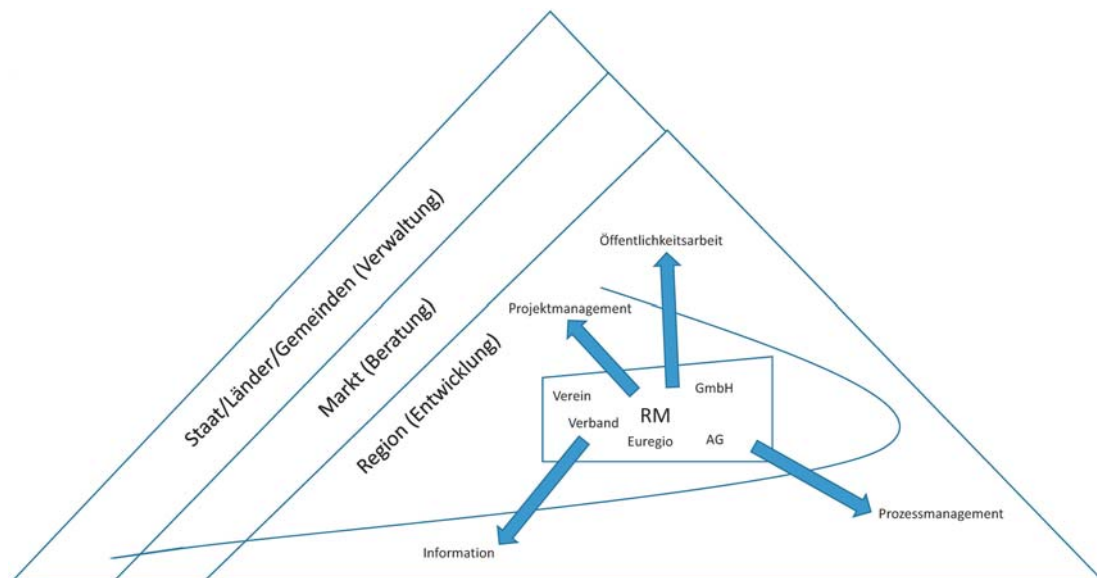 Staat/Länder/Gemeinden (Verwaltung)
Markt (Beratung)
Region (Entwicklung)
Öffentlichkeitsarbeit
Projektmanagement
GmbH
Verein
RM
Verband
Euregio
AG
Prozessmanagement
Information